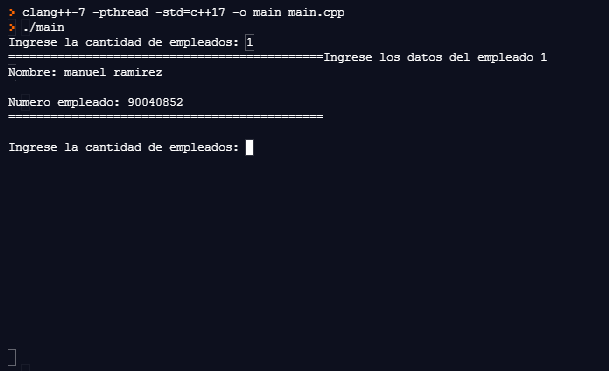 > clang++-7 -pthread -std=c++17 -o main main.cpp
> ./main
Ingrese la cantidad de empleados: 1
=============================================Ingrese los datos del empleado 1
Nombre: manuel ramirez
Numero empleado: 90040852
=============================================
Ingrese la cantidad de empleados: